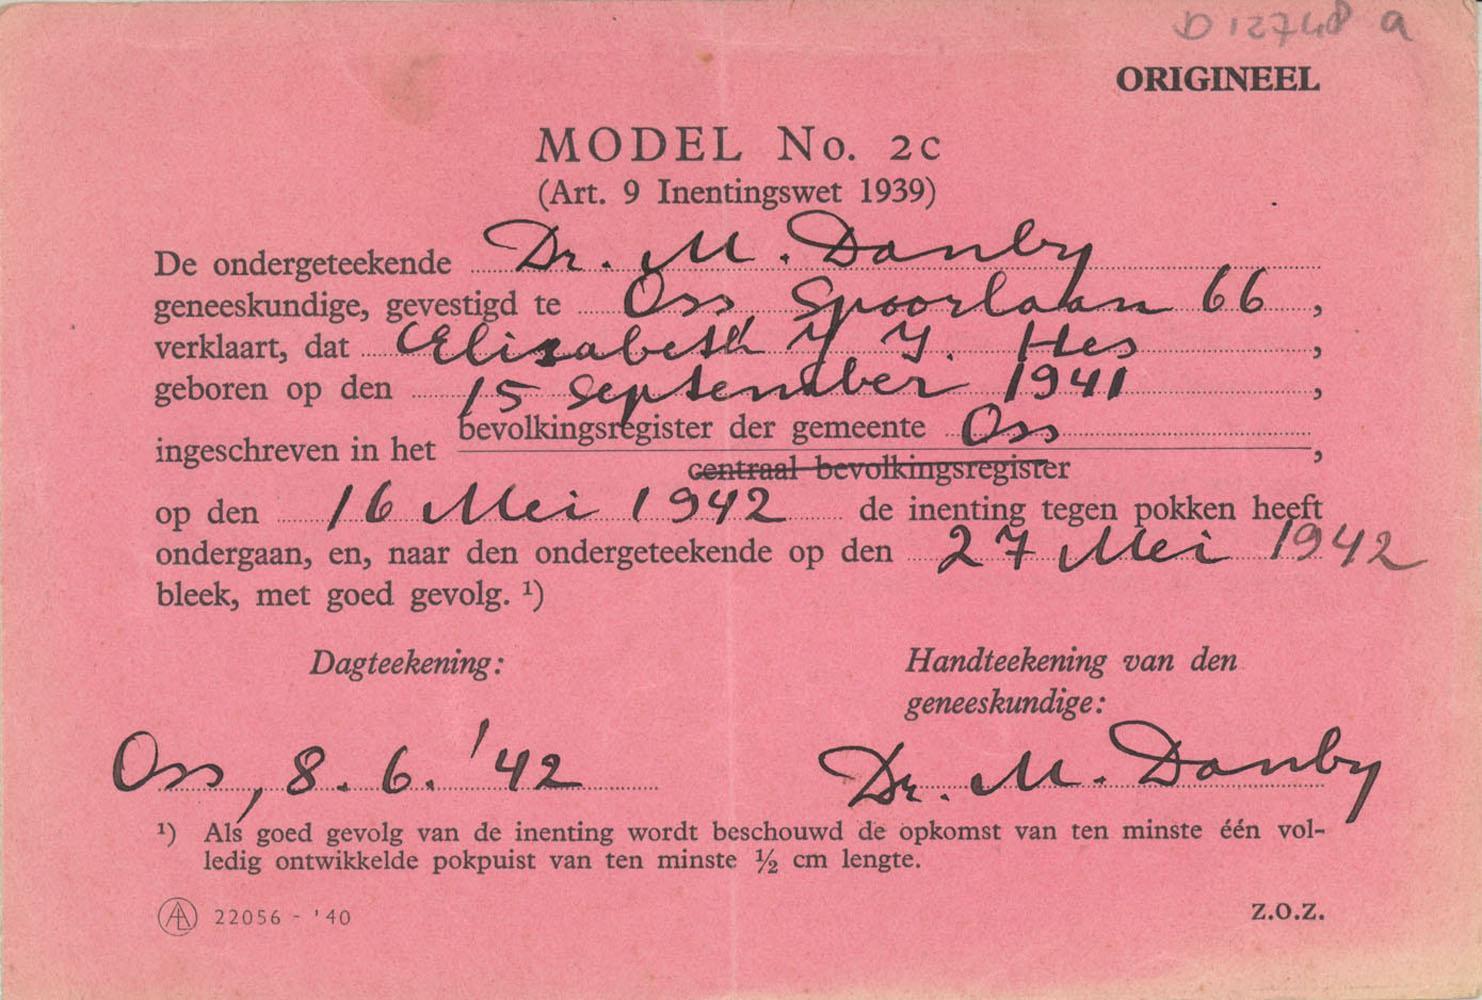 D 12748 a
ORIGINEEL
MODEL No. 2c
(Art. 9 Inentingswet 1939)
De ondergeteekende Dr. M. Danby
geneeskundige, gevestigd te Oss Spoorlaan 66,
verklaart, dat Elisabeth Y Y. Hes,
geboren op den 15 September 1941,
ingeschreven in het bevolkingsregister der gemeente Oss,
centraal bevolkingsregister
op den 16 Mei 1942 de inenting tegen pokken heeft
ondergaan, en, naar den ondergeteekende op den 27 Mei 1942
bleek, met goed gevolg. ¹)
Dagteekening:
Handteekening van den
geneeskundige:
Oss, 8.6.'42
Dr. M. Danby
¹) Als goed gevolg van de inenting wordt beschouwd de opkomst van ten minste één vol-
ledig ontwikkelde pokpuist van ten minste ½ cm lengte.
22056 - '40
Z.O.Z.